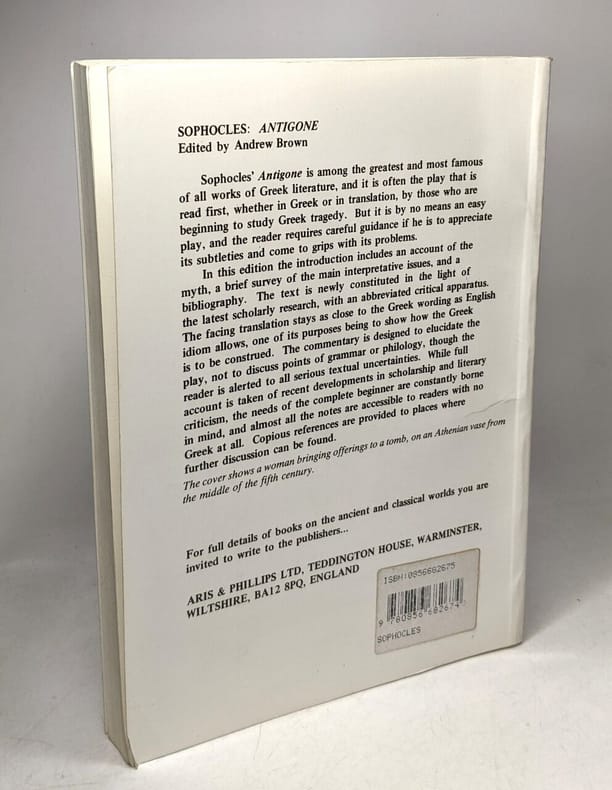 SOPHOCLES: ANTIGONE
Edited by Andrew Brown
Sophocles' Antigone is among the greatest and most famous
of all works of Greek literature, and it is often the play that is
read first, whether in Greek or in translation, by those who are
beginning to study Greek tragedy. But it is by no means an easy
play, and the reader requires careful guidance if he is to appreciate
its subtleties and come to grips with its problems.
In this edition the introduction includes an account of the
myth, a brief survey of the main interpretative issues, and a
bibliography. The text is newly constituted in the light of
the latest scholarly research, with an abbreviated critical apparatus.
The facing translation stays as close to the Greek wording as English
idiom allows, one of its purposes being to show how the Greek
is to be construed. The commentary is designed to elucidate the
play, not to discuss points of grammar or philology, though the
reader is alerted to all serious textual uncertainties. While full
account is taken of recent developments in scholarship and literary
criticism, the needs of the complete beginner are constantly borne
in mind, and almost all the notes are accessible to readers with no
Greek at all. Copious references are provided to places where
further discussion can be found.
The cover shows a woman bringing offerings to a tomb, on an Athenian vase from
the middle of the fifth century.
For full details of books on the ancient and classical worlds you are
invited to write to the publishers...
ARIS & PHILLIPS LTD, TEDDINGTON HOUSE, WARMINSTER,
WILTSHIRE, BA12 8PQ, ENGLAND
ISBN:0856682675
9 780856 682674
SOPHOCLES